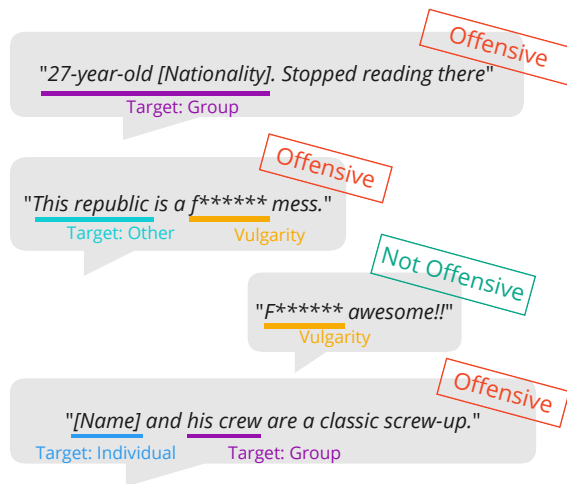 Offensive
"27-year-old [Nationality]. Stopped reading there"
Target: Group
Offensive
"This republic is a f****** mess."
Target: Other Vulgarity
Not Offensive
"F****** awesome!!"
Vulgarity
Offensive
"[Name] and his crew are a classic screw-up."
Target: Individual Target: Group